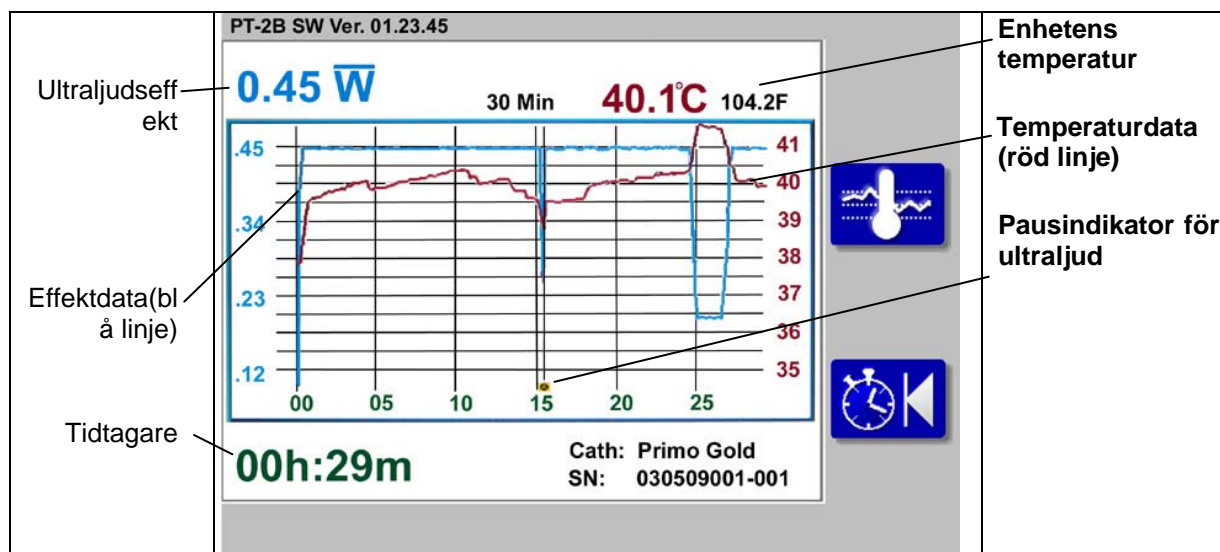 PT-2B SW Ver. 01.23.45
Ultraljudseff
ekt
0.45 W
30 Min
40.1°C
104.2F
Enhetens
temperatur
Temperaturdata
(röd linje)
Pausindikator för
ultraljud
Effektdata(bl
å linje)
.45
.34
.23
.12
41
40
39
38
37
36
35
00
05
10
15
20
25
Tidtagare
00h:29m
Cath: Primo Gold
SN: 030509001-001